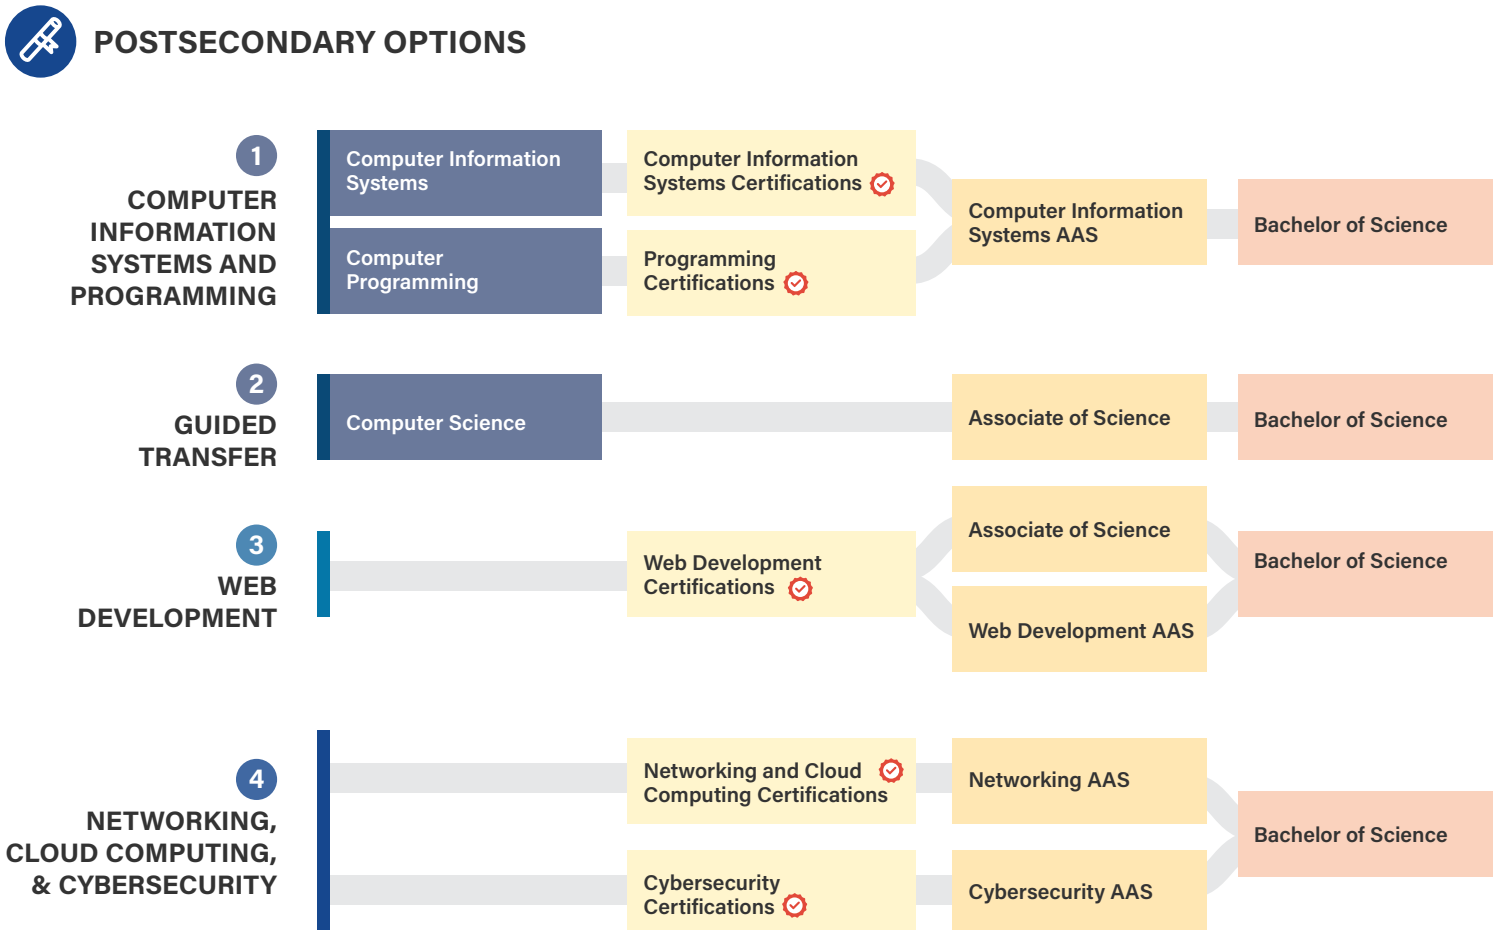 POSTSECONDARY OPTIONS
1
COMPUTER
INFORMATION
SYSTEMS AND
PROGRAMMING
Computer Information
Systems
Computer Information
Systems Certifications
Computer
Programming
Programming
Certifications
Computer Information
Systems AAS
Bachelor of Science
2
GUIDED
TRANSFER
Computer Science
Associate of Science
Bachelor of Science
3
WEB
DEVELOPMENT
Web Development
Certifications
Associate of Science
Web Development AAS
Bachelor of Science
4
NETWORKING,
CLOUD COMPUTING,
& CYBERSECURITY
Networking and Cloud
Computing Certifications
Networking AAS
Cybersecurity
Certifications
Cybersecurity AAS
Bachelor of Science